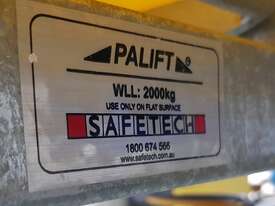 PALIFT
WLL: 2000kg
USE ONLY ON FLAT SURFACE
SAFETECH
1800 674 566
www.safetech.com.au